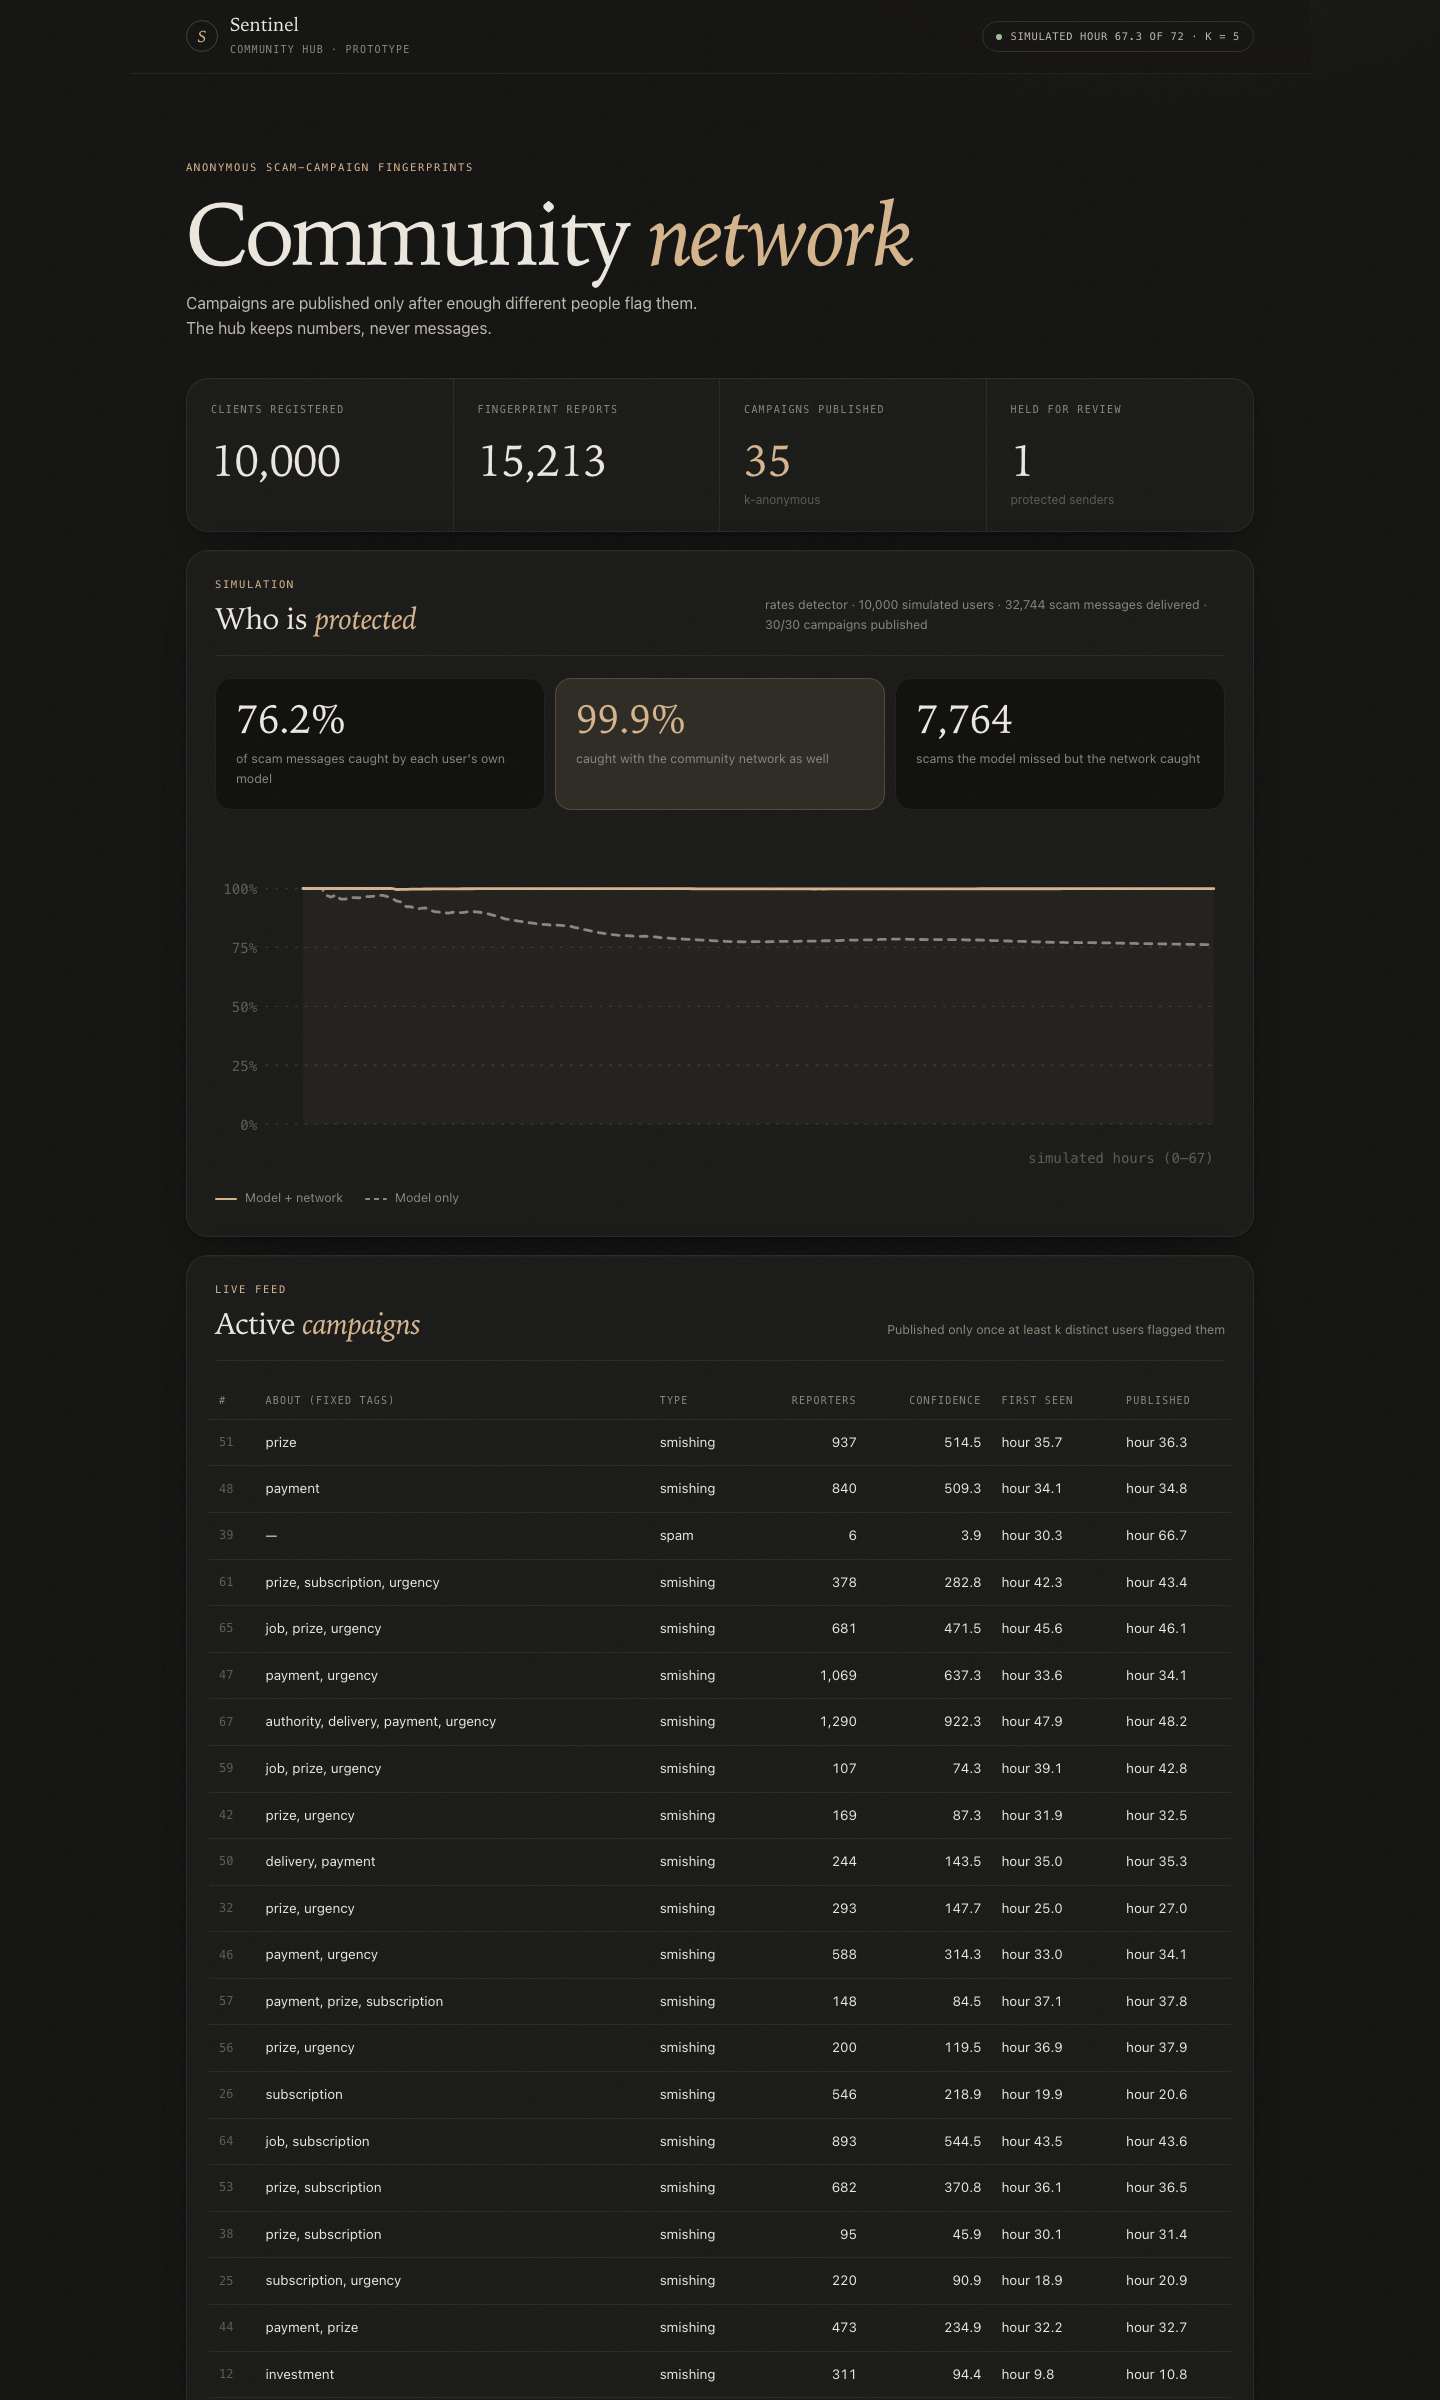 S
Sentinel
COMMUNITY HUB · PROTOTYPE
SIMULATED HOUR 67.3 OF 72 · K = 5
ANONYMOUS SCAM-CAMPAIGN FINGERPRINTS
Community network
Campaigns are published only after enough different people flag them.
The hub keeps numbers, never messages.
CLIENTS REGISTERED
10,000
FINGERPRINT REPORTS
15,213
CAMPAIGNS PUBLISHED
35
k-anonymous
HELD FOR REVIEW
1
protected senders
SIMULATION
Who is protected
rates detector · 10,000 simulated users · 32,744 scam messages delivered ·
30/30 campaigns published
76.2%
of scam messages caught by each user's own
model
99.9%
caught with the community network as well
7,764
scams the model missed but the network caught
100%
75%
50%
25%
0%
simulated hours (0–67)
Model + network
Model only
LIVE FEED
Active campaigns
Published only once at least k distinct users flagged them
# ABOUT (FIXED TAGS) TYPE REPORTERS CONFIDENCE FIRST SEEN PUBLISHED
51 prize smishing 937 514.5 hour 35.7 hour 36.3
48 payment smishing 840 509.3 hour 34.1 hour 34.8
39 — spam 6 3.9 hour 30.3 hour 66.7
61 prize, subscription, urgency smishing 378 282.8 hour 42.3 hour 43.4
65 job, prize, urgency smishing 681 471.5 hour 45.6 hour 46.1
47 payment, urgency smishing 1,069 637.3 hour 33.6 hour 34.1
67 authority, delivery, payment, urgency smishing 1,290 922.3 hour 47.9 hour 48.2
59 job, prize, urgency smishing 107 74.3 hour 39.1 hour 42.8
42 prize, urgency smishing 169 87.3 hour 31.9 hour 32.5
50 delivery, payment smishing 244 143.5 hour 35.0 hour 35.3
32 prize, urgency smishing 293 147.7 hour 25.0 hour 27.0
46 payment, urgency smishing 588 314.3 hour 33.0 hour 34.1
57 payment, prize, subscription smishing 148 84.5 hour 37.1 hour 37.8
56 prize, urgency smishing 200 119.5 hour 36.9 hour 37.9
26 subscription smishing 546 218.9 hour 19.9 hour 20.6
64 job, subscription smishing 893 544.5 hour 43.5 hour 43.6
53 prize, subscription smishing 682 370.8 hour 36.1 hour 36.5
38 prize, subscription smishing 95 45.9 hour 30.1 hour 31.4
25 subscription, urgency smishing 220 90.9 hour 18.9 hour 20.9
44 payment, prize smishing 473 234.9 hour 32.2 hour 32.7
12 investment smishing 311 94.4 hour 9.8 hour 10.8